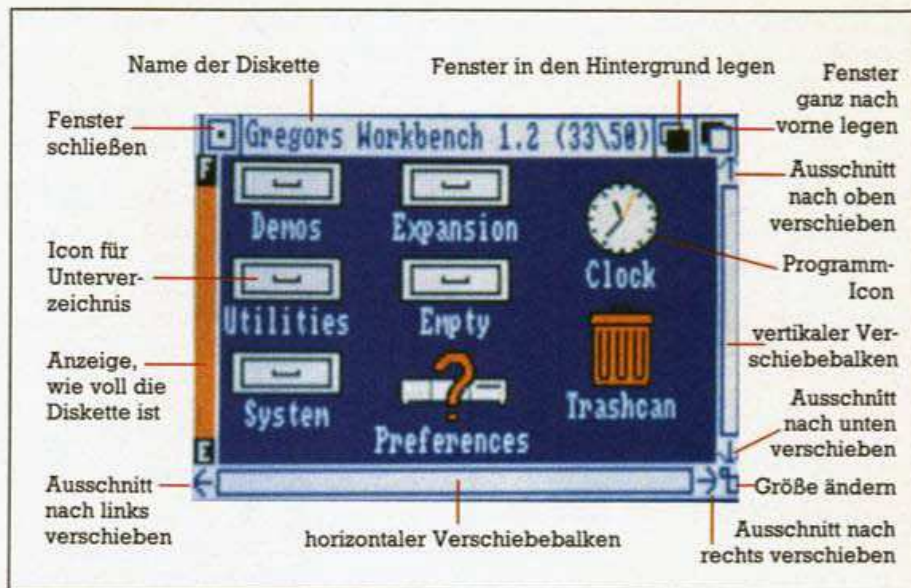 Name der Diskette
Fenster in den Hintergrund legen
Fenster
ganz nach
vorne legen
Fenster
schließen
Gregors Workbench 1.2 (33\50)
F
Ausschnitt
nach oben
verschieben
Demos
Expansion
Clock
Icon für
Unterver-
zeichnis
Programm-
Icon
Utilities
Empty
vertikaler Ver-
schiebebalken
Anzeige,
wie voll die
Diskette ist
System
Preferences
Trashcan
Ausschnitt
nach unten
verschieben
E
Ausschnitt
nach links
verschieben
Größe ändern
horizontaler Verschiebebalken
Ausschnitt nach
rechts verschieben